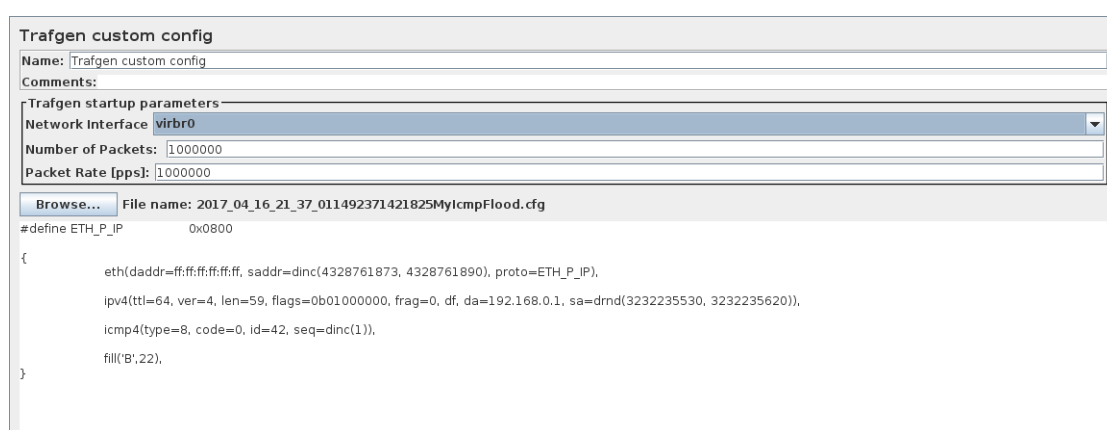 Trafgen custom config
Name: Trafgen custom config
Comments:
Trafgen startup parameters
Network Interface virbr0
Number of Packets: 1000000
Packet Rate [pps]: 1000000
Browse... File name: 2017_04_16_21_37_011492371421825MyIcmpFlood.cfg
#define ETH_P_IP 0x0800
{
eth(daddr=ff:ff:ff:ff:ff:ff, saddr=dinc(4328761873, 4328761890), proto=ETH_P_IP),
ipv4(ttl=64, ver=4, len=59, flags=0b01000000, frag=0, df, da=192.168.0.1, sa=drnd(3232235530, 3232235620)),
icmp4(type=8, code=0, id=42, seq=dinc(1)),
fill('B',22),
}